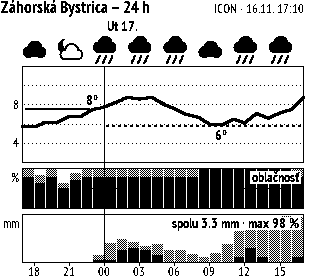 Záhorská Bystrica – 24 h
ICON - 16.11. 17:10
Ut 17.
8
8°
6°
4
%
oblačnosť
mm
spolu 3.3 mm · max 98 %
18 21 00 03 06 09 12 15